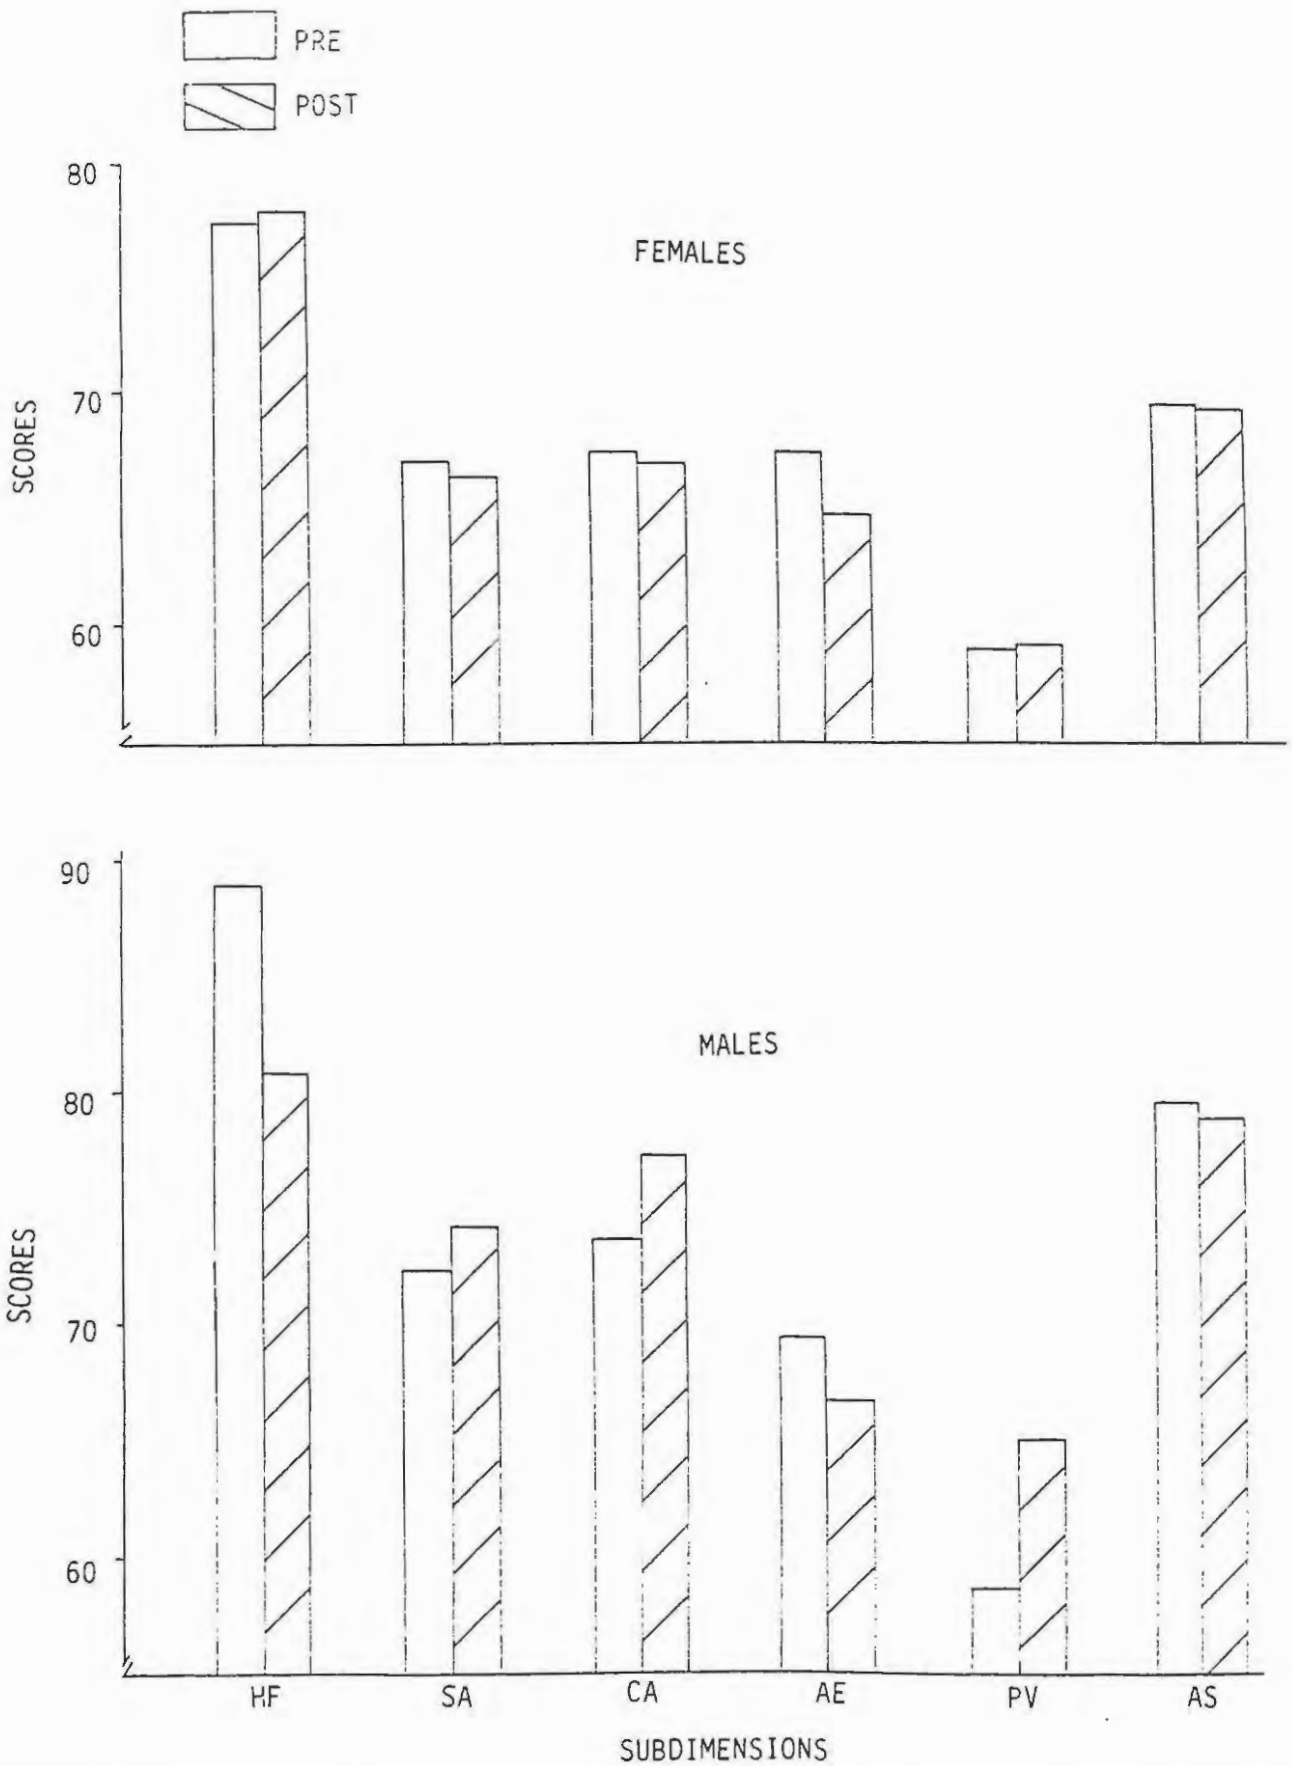 PRE
POST
80
FEMALES
70
SCORES
60
90
MALES
80
SCORES
70
60
HF SA CA AE PV AS
SUBDIMENSIONS